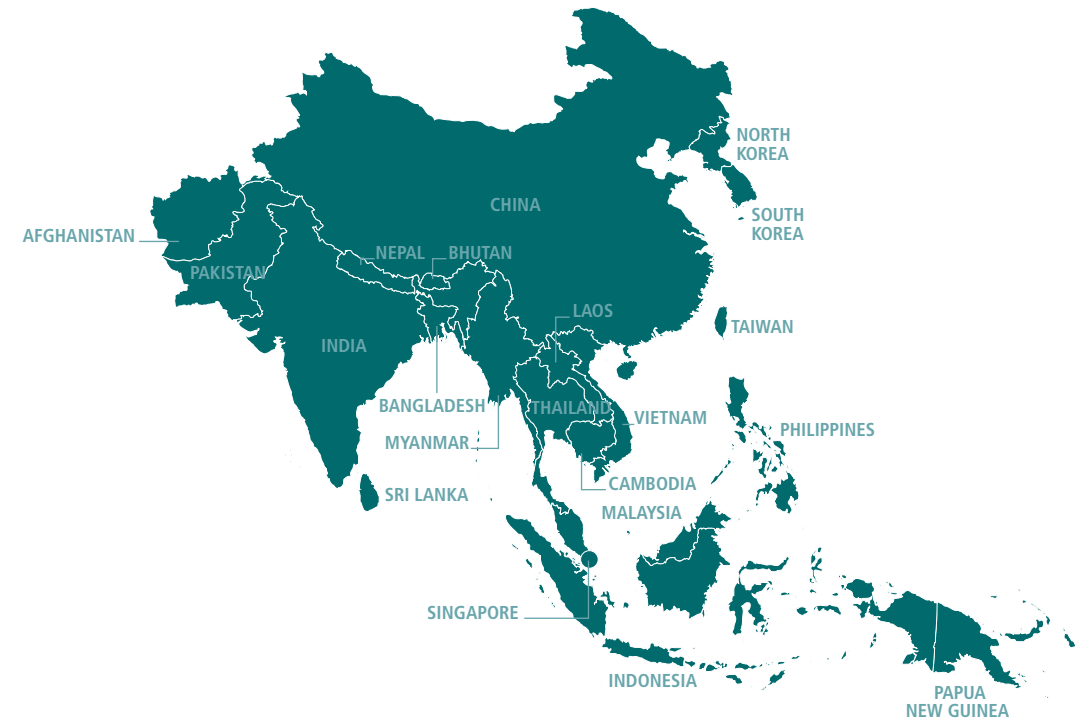 NORTH
KOREA
CHINA
SOUTH
KOREA
AFGHANISTAN
NEPAL
BHUTAN
PAKISTAN
LAOS
TAIWAN
INDIA
BANGLADESH
THAILAND
VIETNAM
PHILIPPINES
MYANMAR
CAMBODIA
SRI LANKA
MALAYSIA
SINGAPORE
INDONESIA
PAPUA
NEW GUINEA